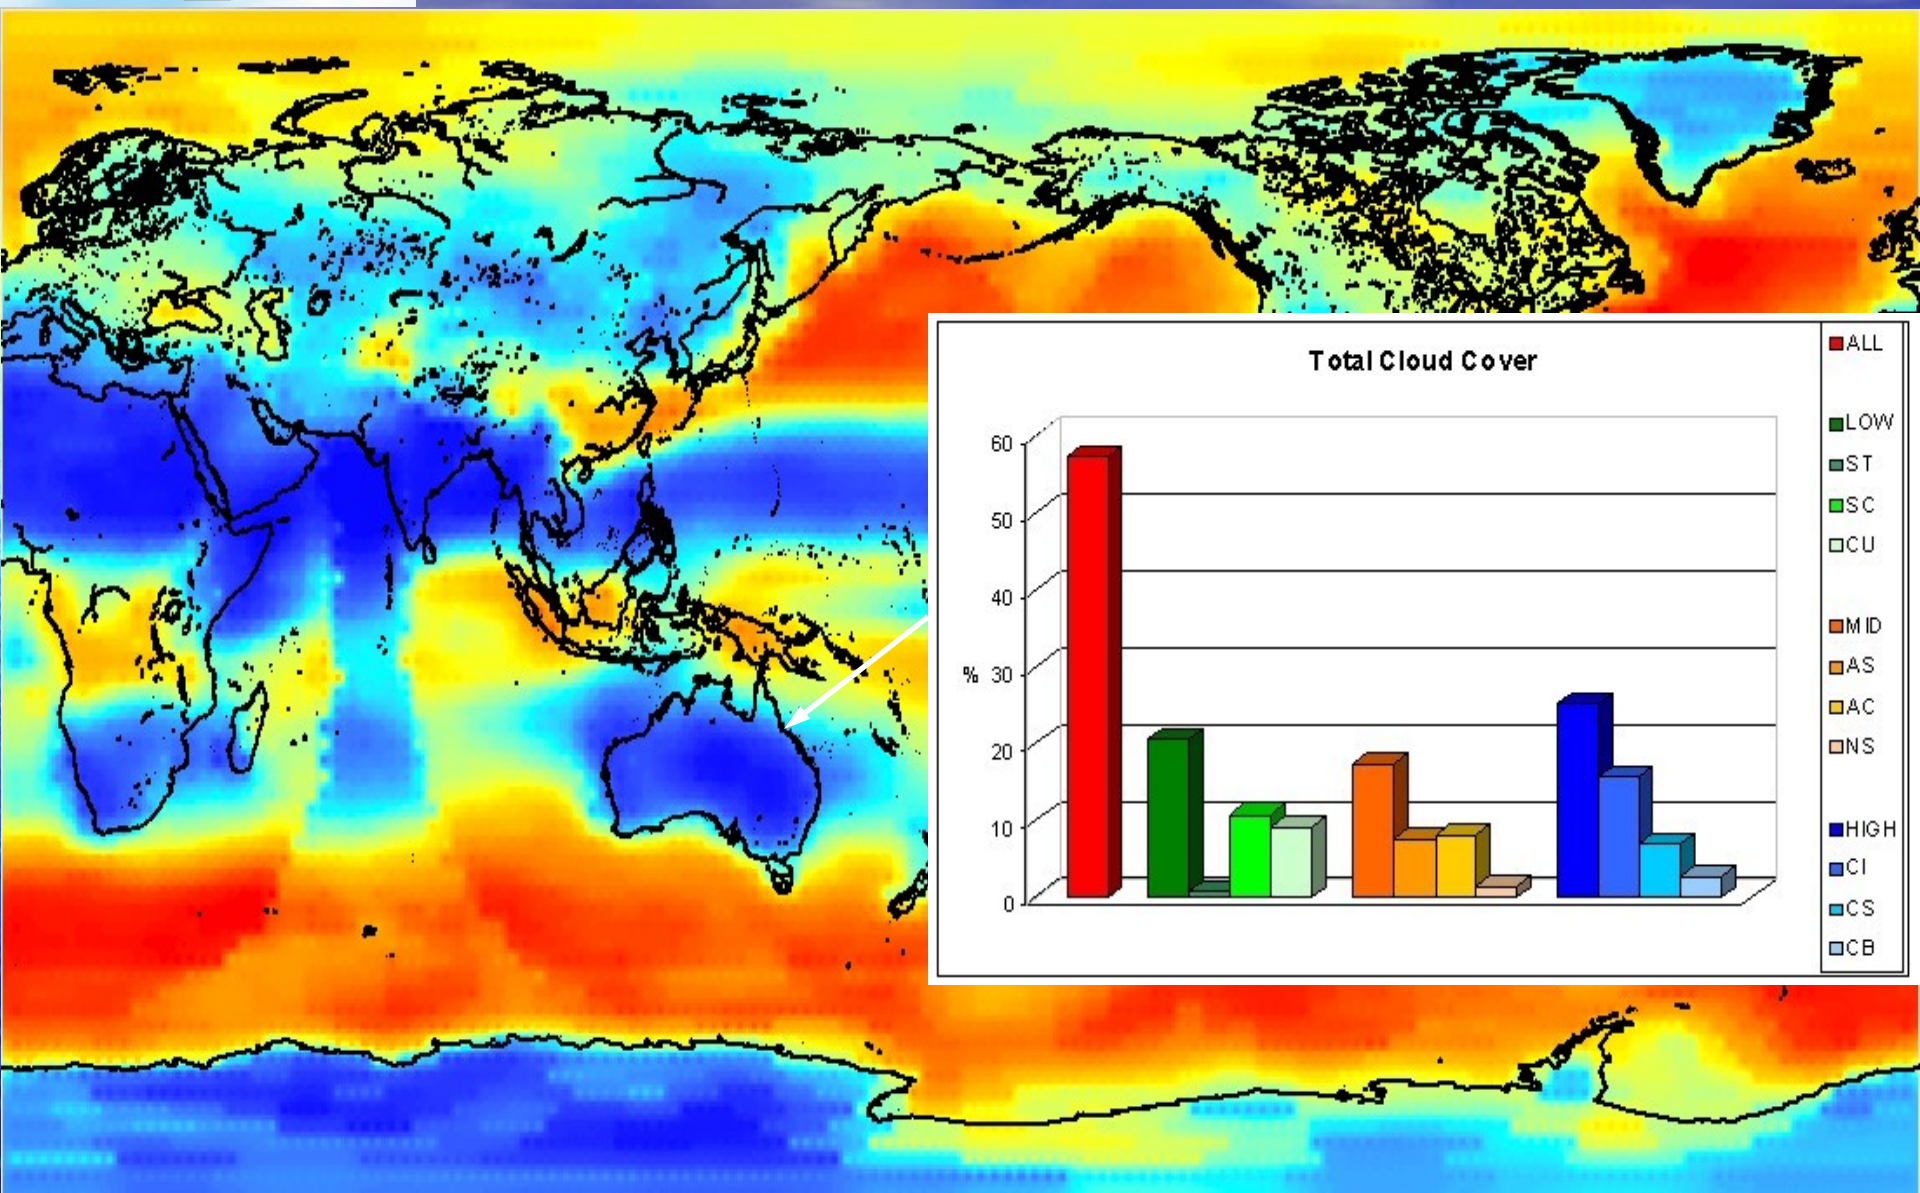 Total Cloud Cover
60
50
40
30
20
10
0
%
ALL
LOW
ST
SC
CU
MID
AS
AC
NS
HIGH
CI
CS
CB